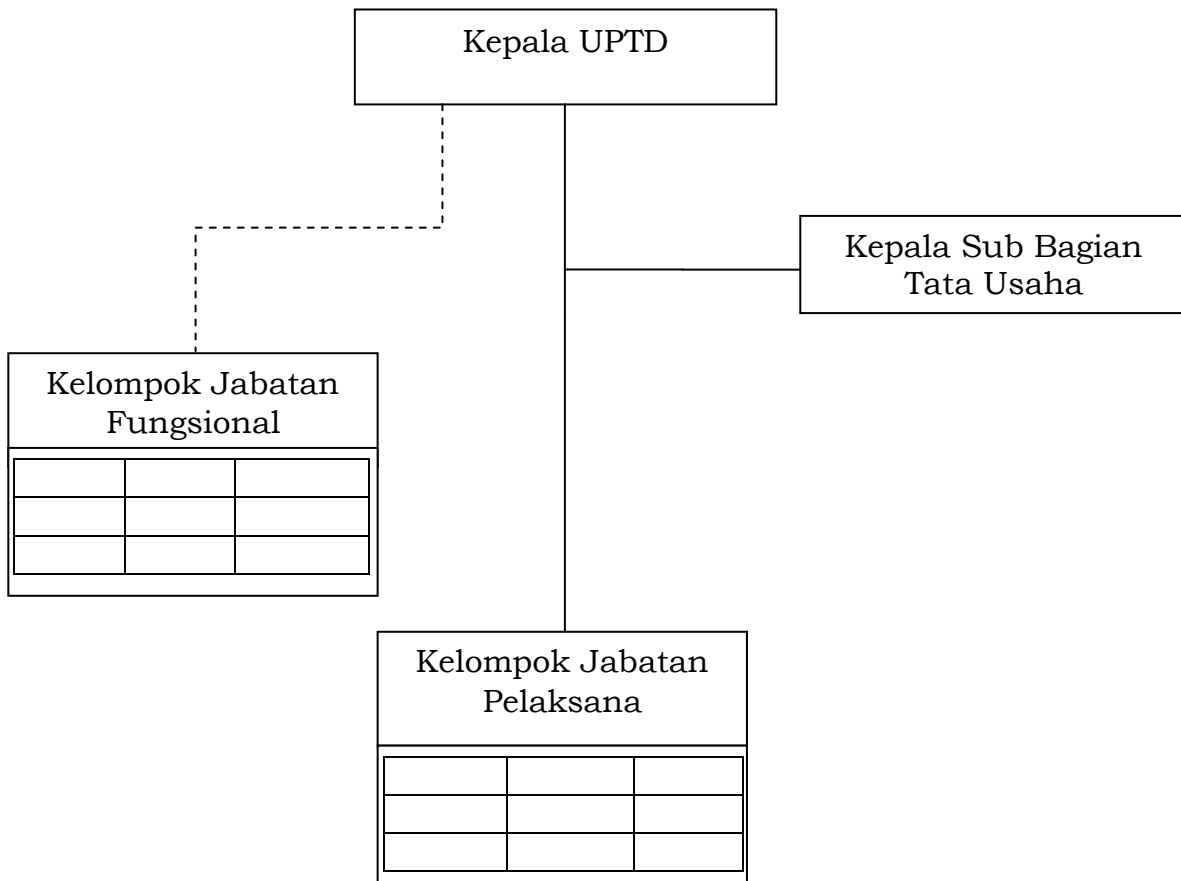 Kepala UPTD
Kepala Sub Bagian
Tata Usaha
Kelompok Jabatan
Fungsional
Kelompok Jabatan
Pelaksana